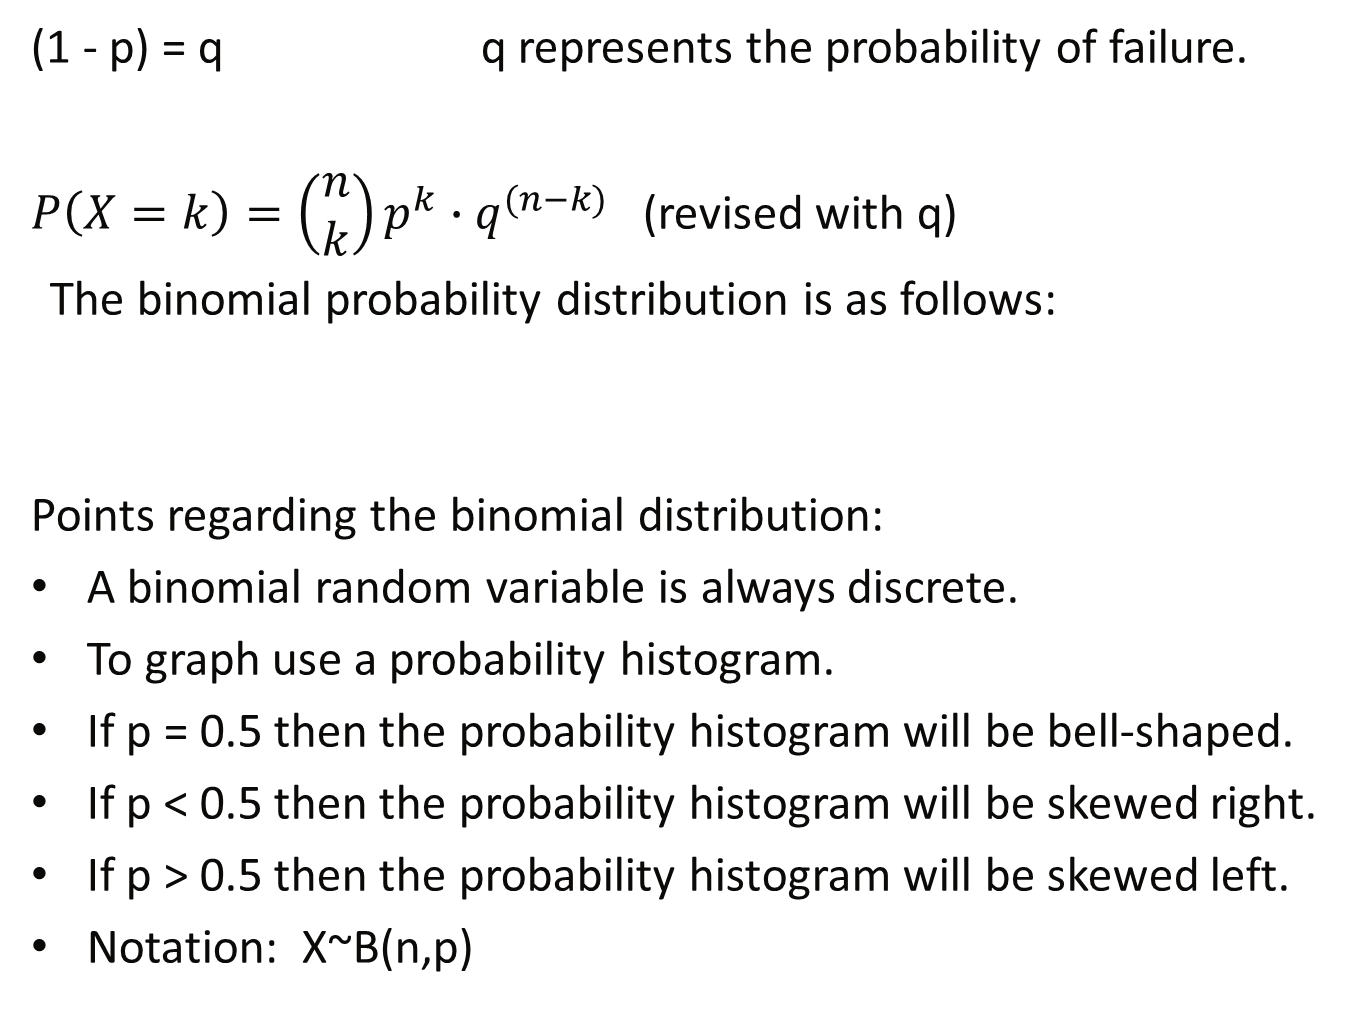 (1 - p) = q q represents the probability of failure.
P(X = k) = (n k) p^k · q^(n−k) (revised with q)
The binomial probability distribution is as follows:
Points regarding the binomial distribution:
• A binomial random variable is always discrete.
• To graph use a probability histogram.
• If p = 0.5 then the probability histogram will be bell-shaped.
• If p < 0.5 then the probability histogram will be skewed right.
• If p > 0.5 then the probability histogram will be skewed left.
• Notation: X~B(n,p)